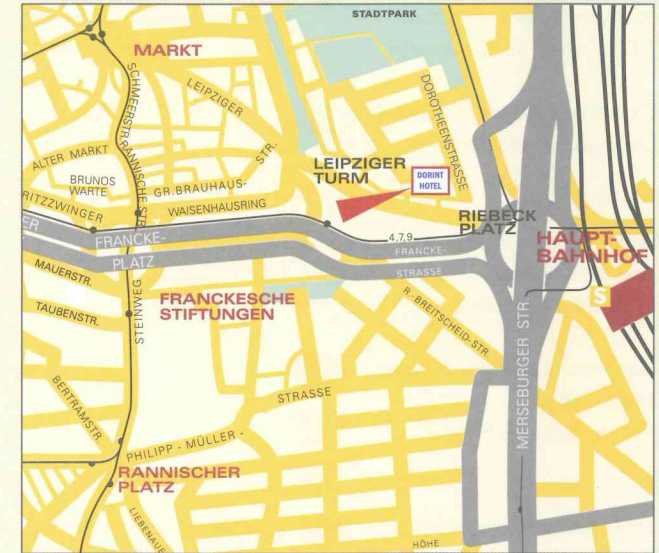 STADTPARK
MARKT
SCHMEERSTR.
LEIPZIGER
STR.
DOROTHEENSTRASSE
ALTER MARKT
RANNISCHE STR.
LEIPZIGER
TURM
DORINT
HOTEL
BRUNOS
WARTE
GR.BRAUHAUS-
RITZZWINGER
WAISENHAUSRING
RIEBECK
PLATZ
ER
FRANCKE-
PLATZ
4,7,9
FRANCKE-
STRASSE
HAUPT-
BAHNHOF
S
MAUERSTR.
TAUBENSTR.
STEINWEG
FRANCKESCHE
STIFTUNGEN
R.-BREITSCHEID-STR
MERSEBURGER STR.
BERTRAMSTR
PHILIPP - MÜLLER -
STRASSE
RANNISCHER
PLATZ
LIEBENAUE
HÖHE